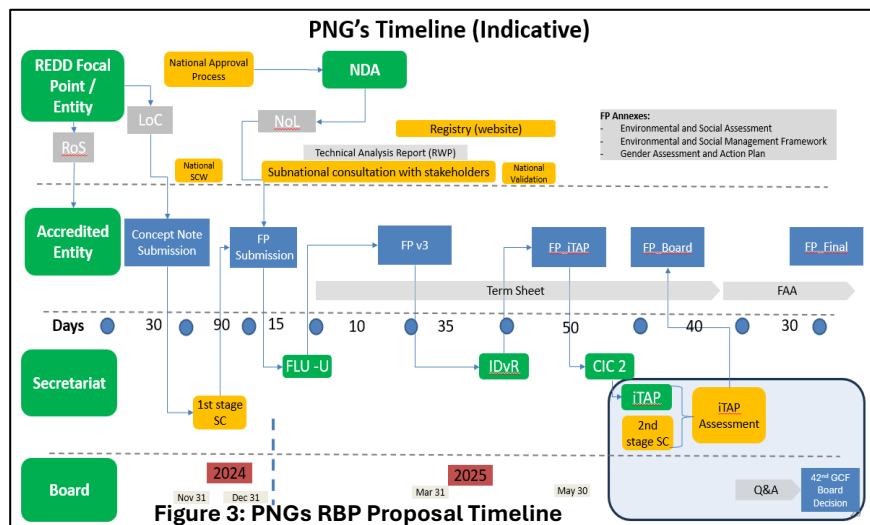 PNG's Timeline (Indicative)
REDD Focal
Point /
Entity
National Approval
Process
NDA
LoC
NoL
RoS
Registry (website)
FP Annexes:
- Environmental and Social Assessment
- Environmental and Social Management Framework
- Gender Assessment and Action Plan
Technical Analysis Report (RWP)
National
SCW
Subnational consultation with stakeholders
National
Validation
Accredited
Entity
Concept Note
Submission
FP
Submission
FP v3
FP_iTAP
FP_Board
FP_Final
Term Sheet
FAA
Days
30
90
15
10
35
50
40
30
Secretariat
FLU -U
IDvR
CIC 2
1st stage
SC
iTAP
2nd
stage SC
iTAP
Assessment
Board
2024
2025
Nov 31
Dec 31
Mar 31
May 30
Q&A
42nd GCF
Board
Decision
Figure 3: PNGs RBP Proposal Timeline